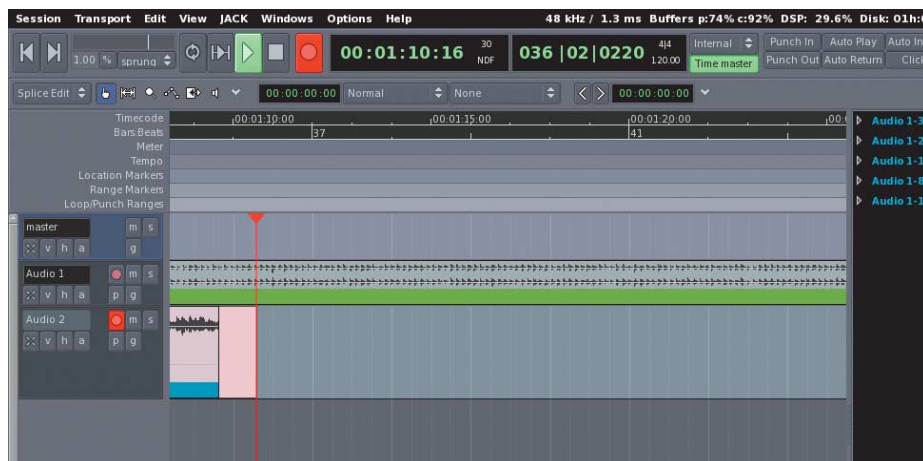 Session Transport Edit View JACK Windows Options Help 48 kHz / 1.3 ms Buffers p:74% c:92% DSP: 29.6% Disk: 01h:
1.00 % sprung 00:01:10:16 30 NDF 036|02|0220 4|4 120.00 Internal Time master Punch In Auto Play Auto In Punch Out Auto Return Click
Splice Edit 00:00:00:00 Normal None 00:00:00:00
Timecode 00:01:10:00 00:01:15:00 00:01:20:00 00:0
Bars:Beats 37 41
Meter
Tempo
Location Markers
Range Markers
Loop/Punch Ranges
master m s
v h a g
Audio 1 m s
v h a p g
Audio 2 m s
v h a p g
Audio 1-3
Audio 1-2
Audio 1-1
Audio 1-8
Audio 1-1